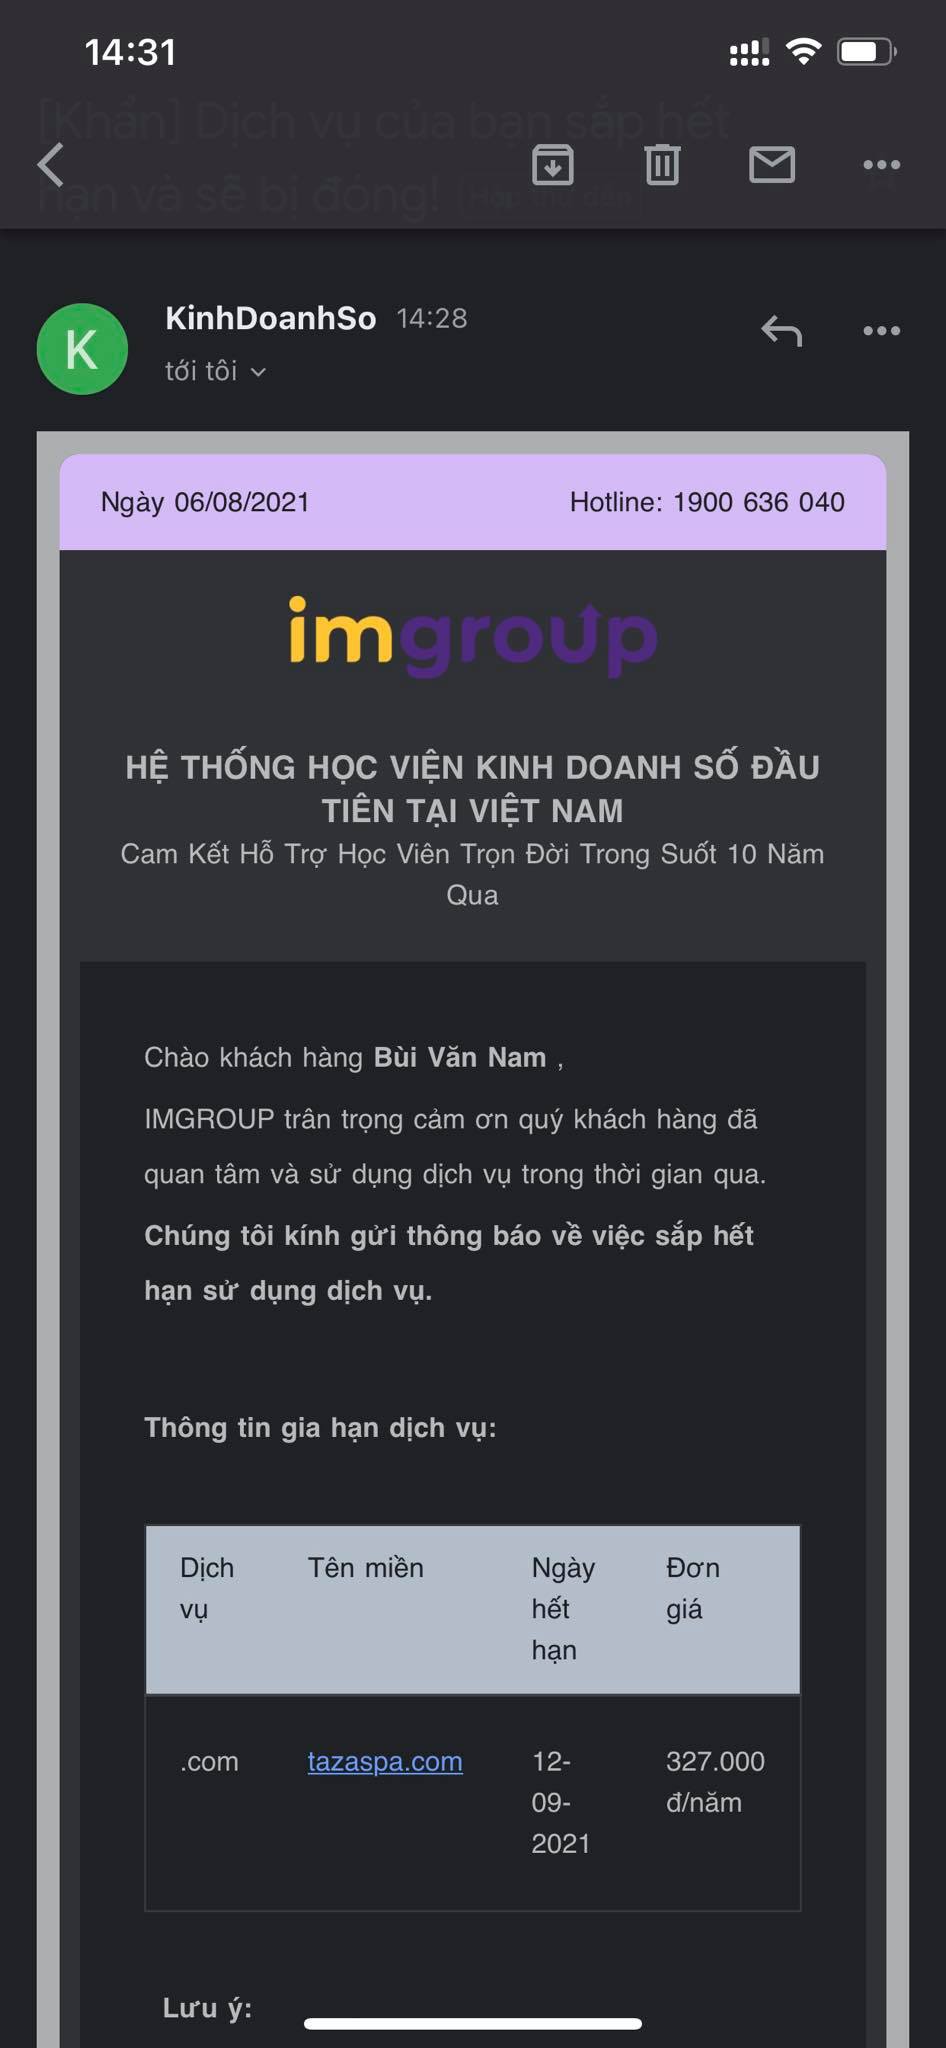 14:31
[Khẩn] Dịch vụ của bạn sắp hết
hạn và sẽ bị đóng! Hộp thư đến
K
KinhDoanhSo 14:28
tới tôi
Ngày 06/08/2021 Hotline: 1900 636 040
imgroup
HỆ THỐNG HỌC VIỆN KINH DOANH SỐ ĐẦU
TIÊN TẠI VIỆT NAM
Cam Kết Hỗ Trợ Học Viên Trọn Đời Trong Suốt 10 Năm
Qua
Chào khách hàng Bùi Văn Nam ,
IMGROUP trân trọng cảm ơn quý khách hàng đã
quan tâm và sử dụng dịch vụ trong thời gian qua.
Chúng tôi kính gửi thông báo về việc sắp hết
hạn sử dụng dịch vụ.
Thông tin gia hạn dịch vụ:
Dịch Tên miền Ngày Đơn
vụ hết giá
hạn
.com tazaspa.com 12- 327.000
09- đ/năm
2021
Lưu ý: